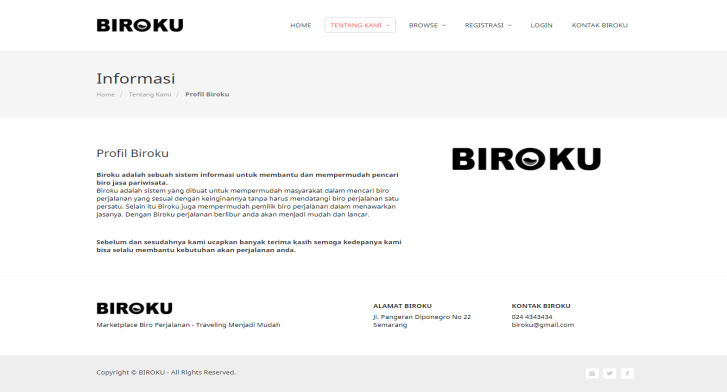 BIROKU
HOME TENTANG KAMI BROWSE REGISTRASI LOGIN KONTAK BIROKU
Informasi
Home / Tentang Kami / Profil Biroku
Profil Biroku
BIROKU
Biroku adalah sebuah sistem informasi untuk membantu dan mempermudah pencari
biro jasa pariwisata.
Biroku adalah sistem yang dibuat untuk mempermudah masyarakat dalam mencari biro
perjalanan yang sesuai dengan keinginannya tanpa harus mendatangi biro perjalanan satu
persatu. Selain itu Biroku juga mempermudah pemilik biro perjalanan dalam menawarkan
jasanya. Dengan Biroku perjalanan berlibur anda akan menjadi mudah dan lancar.
Sebelum dan sesudahnya kami ucapkan banyak terima kasih semoga kedepanya kami
bisa selalu membantu kebutuhan akan perjalanan anda.
BIROKU
Marketplace Biro Perjalanan - Traveling Menjadi Mudah
ALAMAT BIROKU
Jl. Pangeran Diponegro No 22
Semarang
KONTAK BIROKU
024 4343434
biroku@gmail.com
Copyright © BIROKU - All Rights Reserved.